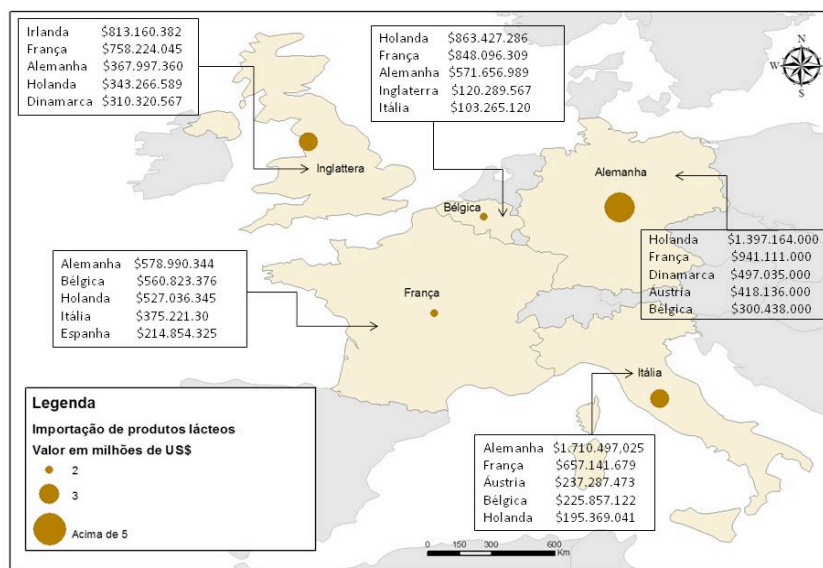 Irlanda $813.160.382
França $758.224.045
Alemanha $367.997.360
Holanda $343.266.589
Dinamarca $310.320.567
Holanda $863.427.286
França $848.096.309
Alemanha $571.656.989
Inglaterra $120.289.567
Itália $103.265.120
N
W E
S
Inglattera
Alemanha
Bélgica
Holanda $1.397.164.000
França $941.111.000
Dinamarca $497.035.000
Áustria $418.136.000
Bélgica $300.438.000
Alemanha $578.990.344
Bélgica $560.823.376
Holanda $527.036.345
Itália $375.221.30
Espanha $214.854.325
França
Itália
Alemanha $1.710.497,025
França $657.141.679
Áustria $237.287.473
Bélgica $225.857.122
Holanda $195.369.041
Legenda
Importação de produtos lácteos
Valor em milhões de US$
2
3
Acima de 5
0 150 300 600
Km